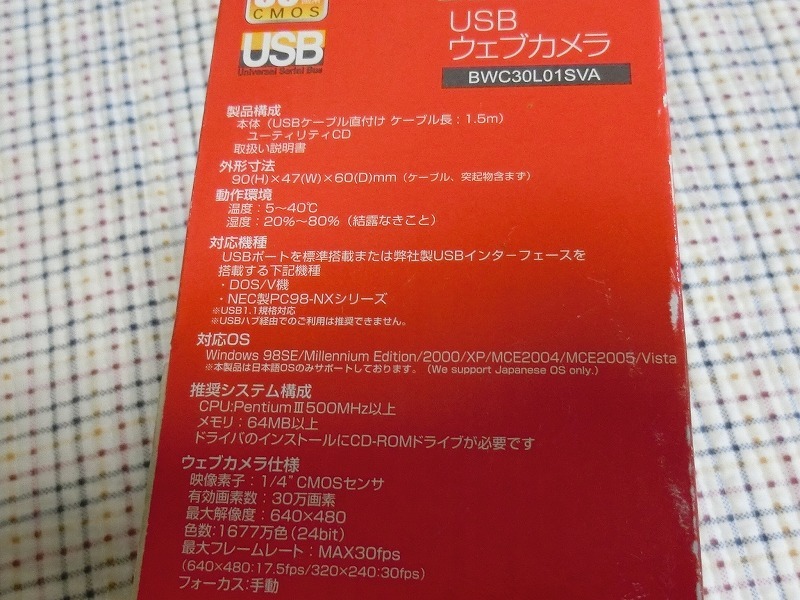 CMOS
USB
Universal Serial Bus
USB
ウェブカメラ
BWC30L01SVA
製品構成
本体（USBケーブル直付け ケーブル長：1.5m）
ユーティリティCD
取扱い説明書
外形寸法
90(H)×47(W)×60(D)mm（ケーブル、突起物含まず）
動作環境
温度：5～40℃
湿度：20%～80%（結露なきこと）
対応機種
USBポートを標準搭載または弊社製USBインターフェースを
搭載する下記機種
・DOS/V機
・NEC製PC98-NXシリーズ
※USB1.1規格対応
※USBハブ経由でのご利用は推奨できません。
対応OS
Windows 98SE/Millennium Edition/2000/XP/MCE2004/MCE2005/Vista
※本製品は日本語OSのみサポートしております。（We support Japanese OS only.）
推奨システム構成
CPU:PentiumⅢ500MHz以上
メモリ：64MB以上
ドライバのインストールにCD-ROMドライブが必要です
ウェブカメラ仕様
映像素子：1/4"CMOSセンサ
有効画素数：30万画素
最大解像度：640×480
色数:1677万色(24bit)
最大フレームレート：MAX30fps
(640×480:17.5fps/320×240:30fps)
フォーカス:手動